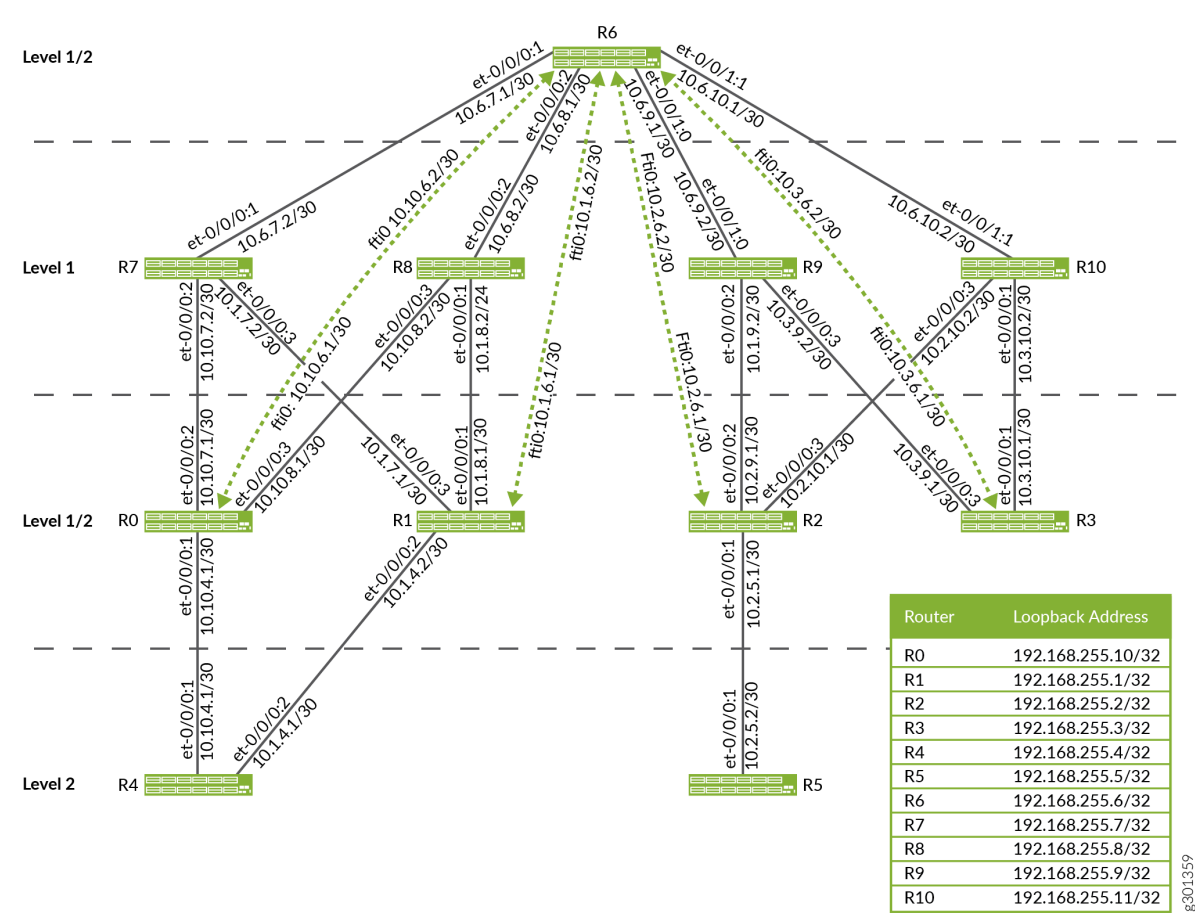 R6
Level 1/2
et-0/0/0:1
10.6.7.1/30
et-0/0/0:2
10.6.8.1/30
et-0/0/1:0
10.6.9.1/30
et-0/0/1:1
10.6.10.1/30
fti0 10.10.6.2/30
fti0:10.1.6.2/30
Fti0:10.2.6.2/30
fti0:10.3.6.2/30
et-0/0/0:1
10.6.7.2/30
et-0/0/0:2
10.6.8.2/30
et-0/0/1:0
10.6.9.2/30
et-0/0/1:1
10.6.10.2/30
Level 1
R7
R8
R9
R10
et-0/0/0:2
10.10.7.2/30
et-0/0/0:3
10.1.7.2/30
et-0/0/0:3
10.10.8.2/30
et-0/0/0:1
10.1.8.2/24
et-0/0/0:2
10.1.9.2/30
et-0/0/0:3
10.3.9.2/30
et-0/0/0:3
10.2.10.2/30
et-0/0/0:1
10.3.10.2/30
fti0: 10.10.6.1/30
fti0:10.1.6.1/30
Fti0:10.2.6.1/30
fti0:10.3.6.1/30
et-0/0/0:2
10.10.7.1/30
et-0/0/0:3
10.10.8.1/30
et-0/0/0:3
10.1.7.1/30
et-0/0/0:1
10.1.8.1/30
et-0/0/0:2
10.2.9.1/30
et-0/0/0:3
10.2.10.1/30
et-0/0/0:3
10.3.9.1/30
et-0/0/0:1
10.3.10.1/30
Level 1/2
R0
R1
R2
R3
et-0/0/0:1
10.10.4.1/30
et-0/0/0:2
10.1.4.2/30
et-0/0/0:1
10.2.5.1/30
et-0/0/0:1
10.10.4.1/30
et-0/0/0:2
10.1.4.1/30
et-0/0/0:1
10.2.5.2/30
Level 2
R4
R5
Router Loopback Address
R0 192.168.255.10/32
R1 192.168.255.1/32
R2 192.168.255.2/32
R3 192.168.255.3/32
R4 192.168.255.4/32
R5 192.168.255.5/32
R6 192.168.255.6/32
R7 192.168.255.7/32
R8 192.168.255.8/32
R9 192.168.255.9/32
R10 192.168.255.11/32
g301359